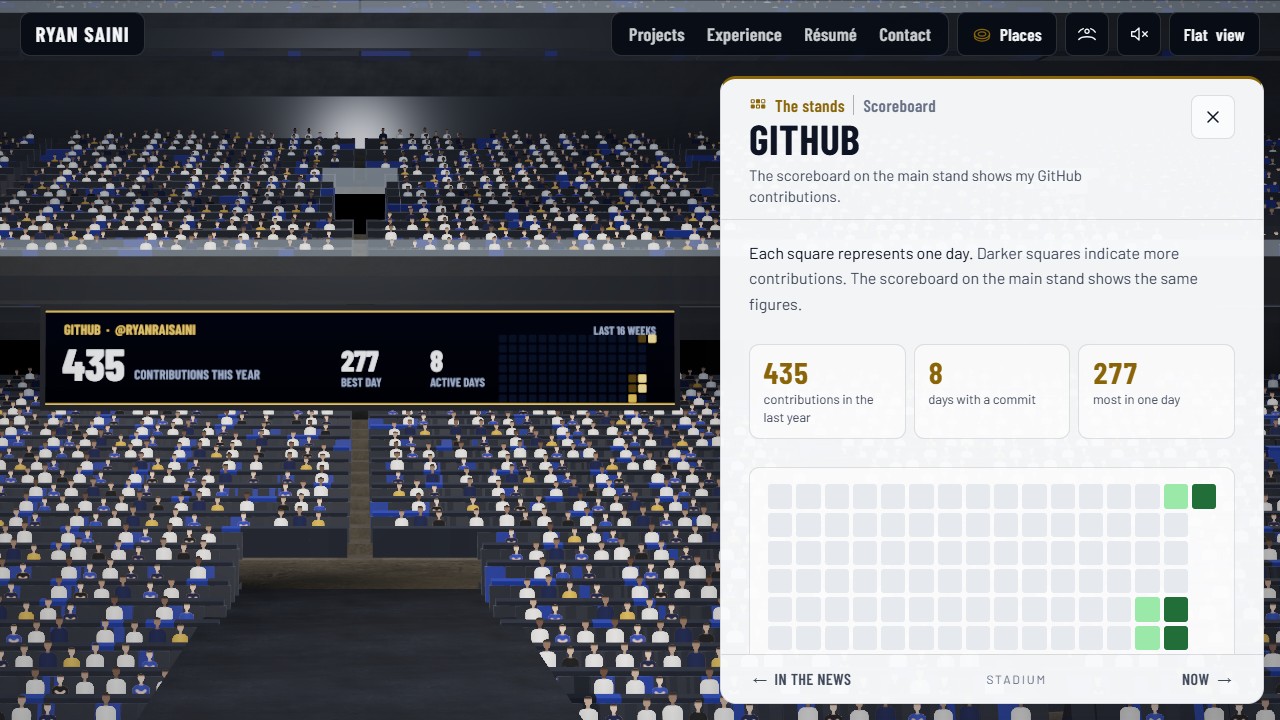 RYAN SAINI
Projects Experience Résumé Contact
Places
Flat view
The stands
Scoreboard
GITHUB
The scoreboard on the main stand shows my GitHub
contributions.
Each square represents one day. Darker squares indicate more
contributions. The scoreboard on the main stand shows the same
figures.
435
contributions in the
last year
8
days with a commit
277
most in one day
← IN THE NEWS
STADIUM
NOW →
GITHUB · @RYANRAISAINI
LAST 16 WEEKS
435 CONTRIBUTIONS THIS YEAR
277
BEST DAY
8
ACTIVE DAYS